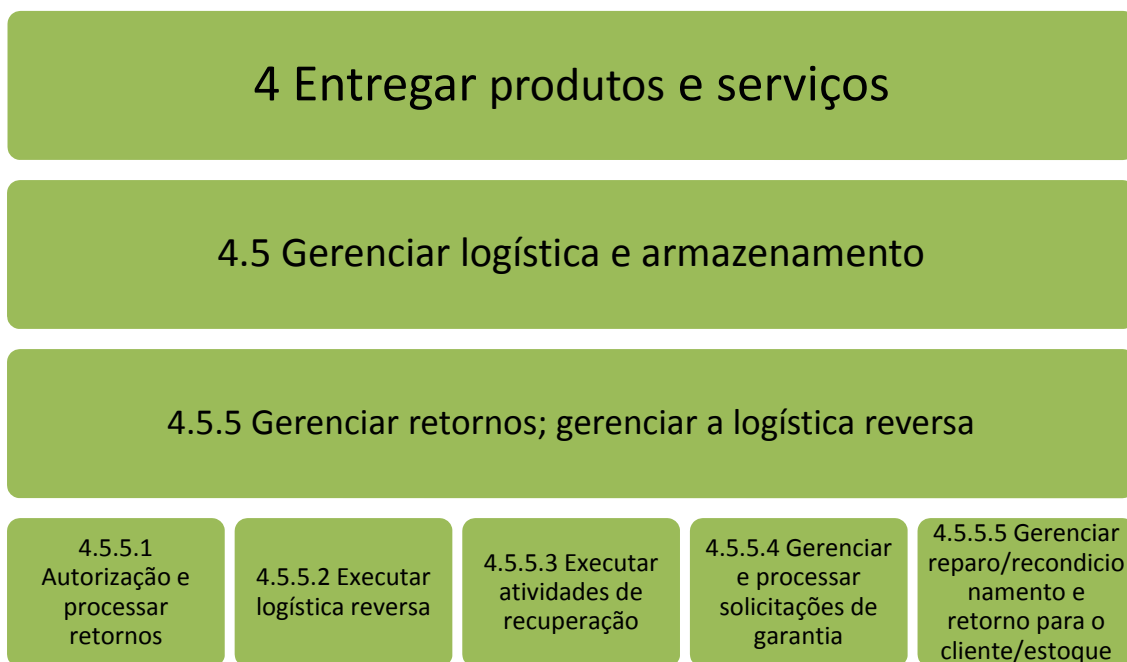 4 Entregar produtos e serviços
4.5 Gerenciar logística e armazenamento
4.5.5 Gerenciar retornos; gerenciar a logística reversa
4.5.5.1
Autorização e
processar
retornos
4.5.5.2 Executar
logística reversa
4.5.5.3 Executar
atividades de
recuperação
4.5.5.4 Gerenciar
e processar
solicitações de
garantia
4.5.5.5 Gerenciar
reparo/recondicio
namento e
retorno para o
cliente/estoque